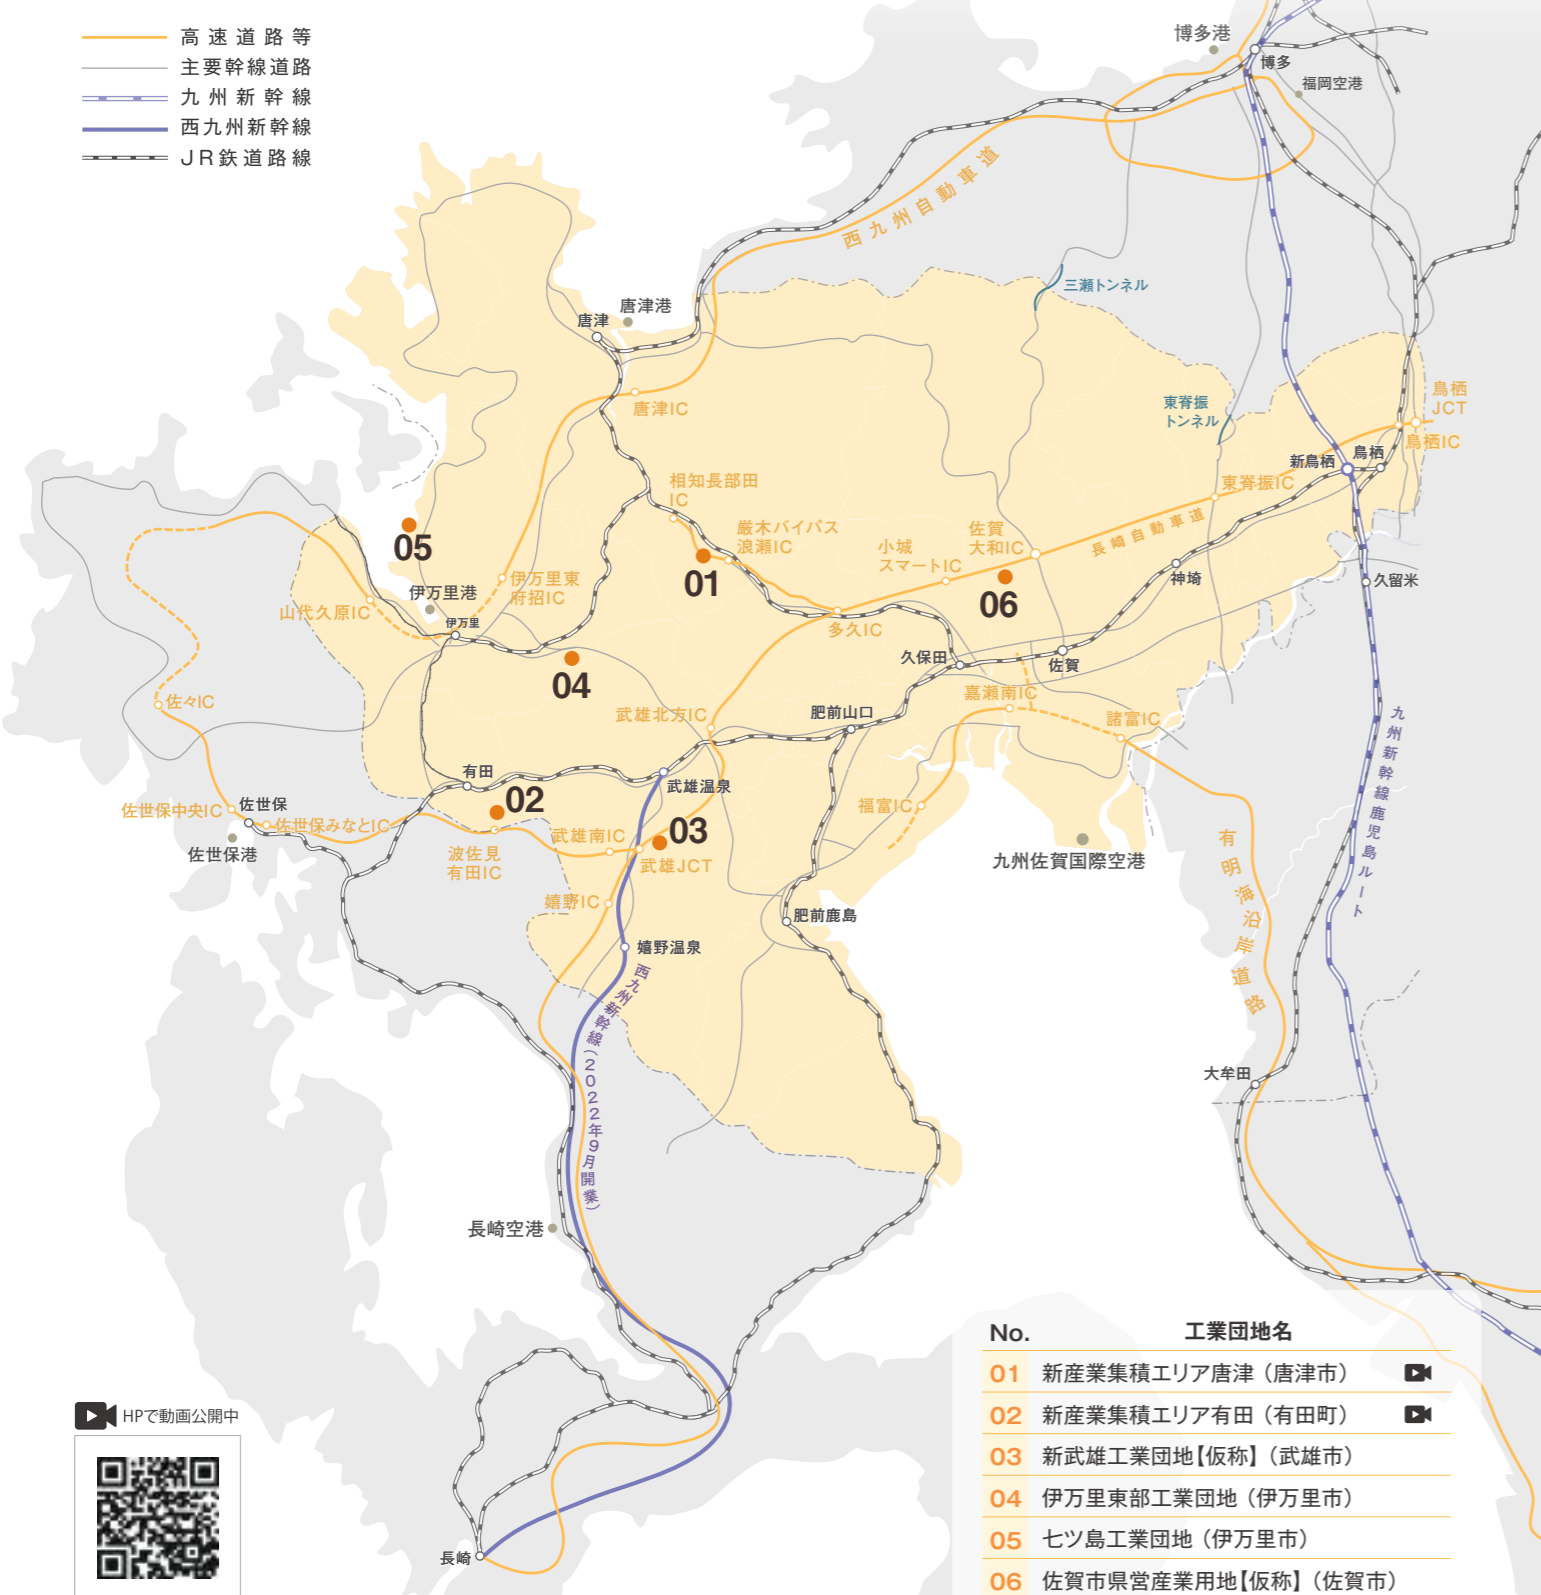 高速道路等
主要幹線道路
九州新幹線
西九州新幹線
JR鉄道路線
博多港
博多
福岡空港
西九州自動車道
三瀬トンネル
唐津港
唐津
唐津IC
東脊振
トンネル
鳥栖
JCT
鳥栖IC
鳥栖
新鳥栖
東脊振IC
長崎自動車道
相知長部田
IC
厳木バイパス
浪瀬IC
佐賀
大和IC
小城
スマートIC
05
01
06
神埼
久留米
伊万里東
府招IC
伊万里港
山代久原IC
伊万里
多久IC
久保田
佐賀
04
嘉瀬南IC
諸富IC
佐々IC
武雄北方IC
肥前山口
九州新幹線鹿児島ルート
有田
武雄温泉
02
福富IC
佐世保中央IC
佐世保
佐世保みなとIC
佐世保港
武雄南IC
03
武雄JCT
波佐見
有田IC
九州佐賀国際空港
有明海沿岸道路
嬉野IC
肥前鹿島
嬉野温泉
西九州新幹線(2022年9月開業)
大牟田
長崎空港
長崎
No. 工業団地名
01 新産業集積エリア唐津(唐津市)
02 新産業集積エリア有田(有田町)
03 新武雄工業団地【仮称】(武雄市)
04 伊万里東部工業団地(伊万里市)
05 七ツ島工業団地(伊万里市)
06 佐賀市県営産業用地【仮称】(佐賀市)
HPで動画公開中